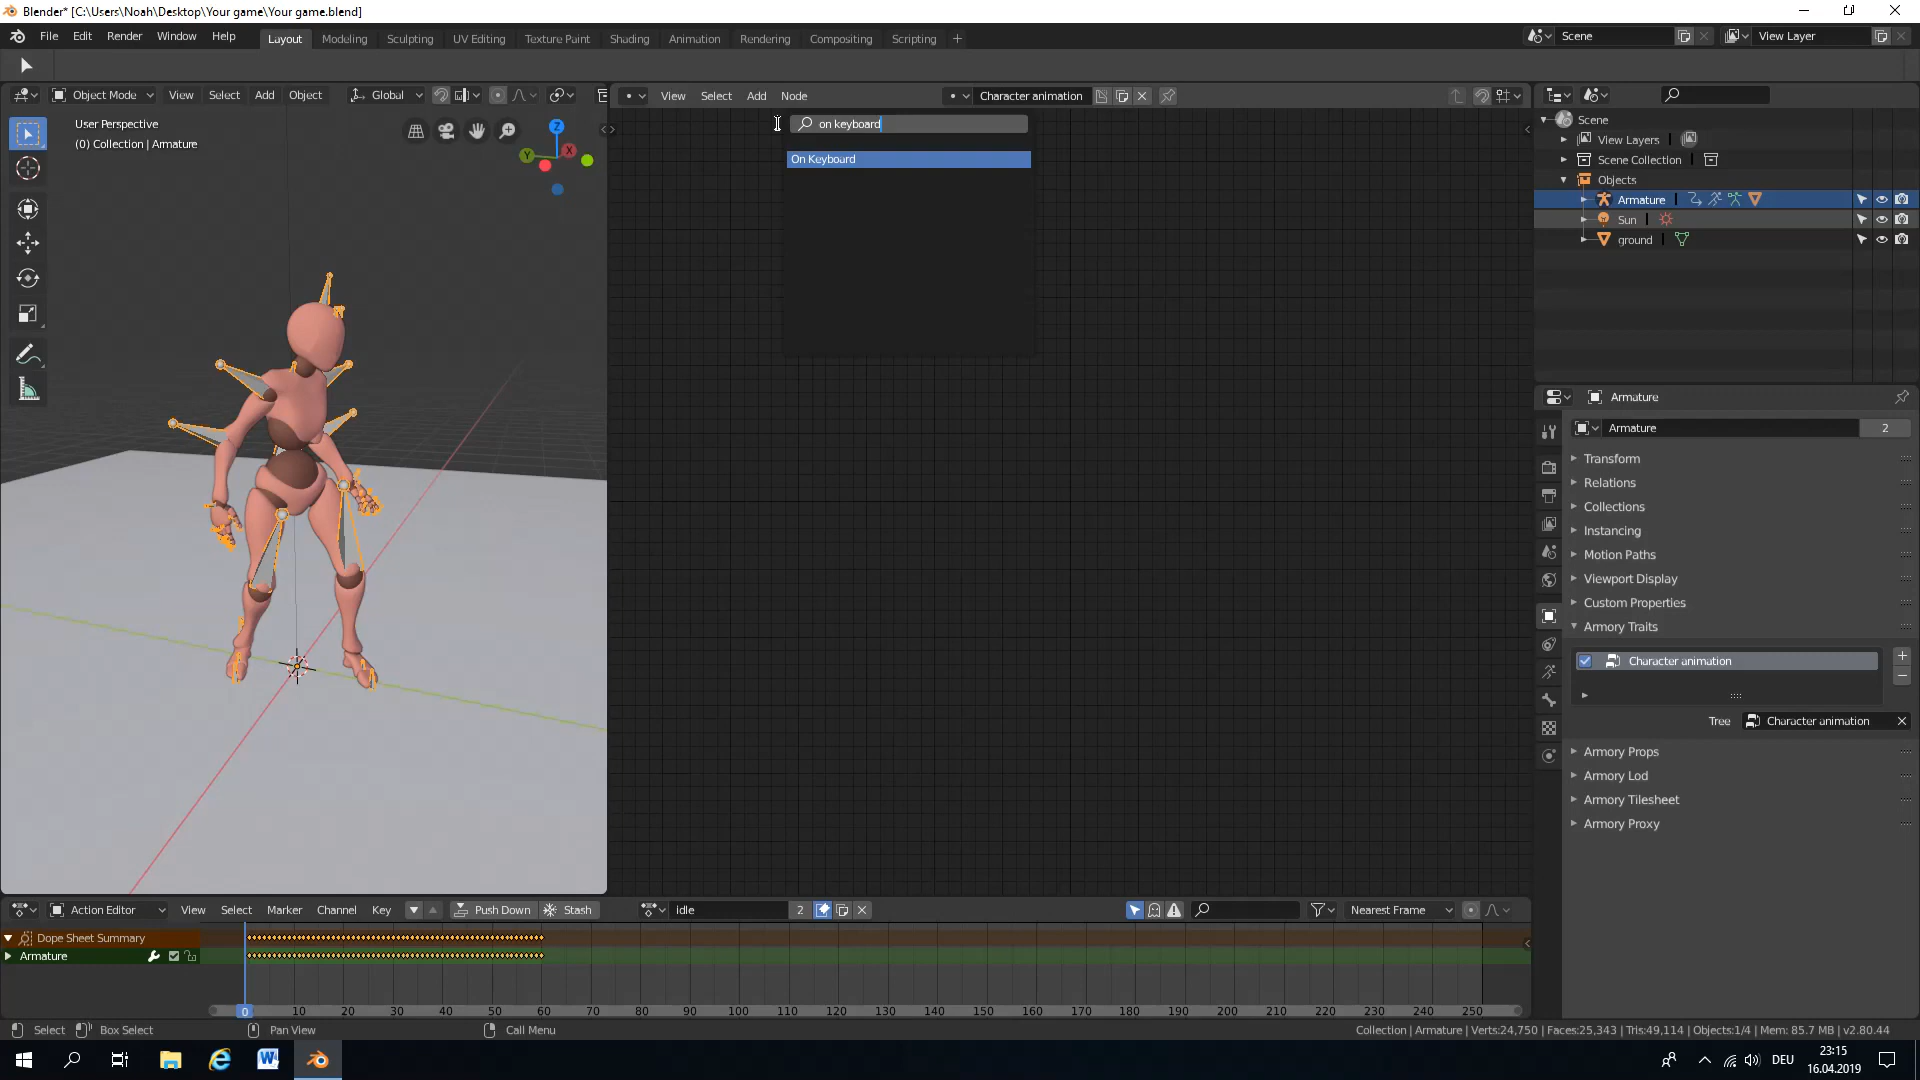 Blender* [C:\Users\Noah\Desktop\Your game\Your game.blend]
File Edit Render Window Help
Layout Modeling Sculpting UV Editing Texture Paint Shading Animation Rendering Compositing Scripting +
Scene
View Layer
Object Mode View Select Add Object Global
View Select Add Node Character animation
User Perspective
(0) Collection | Armature
Z
Y
X
on keyboard
On Keyboard
Scene
View Layers
Scene Collection
Objects
Armature
Sun
ground
Armature
Armature 2
Transform
Relations
Collections
Instancing
Motion Paths
Viewport Display
Custom Properties
Armory Traits
Character animation
Tree Character animation
Armory Props
Armory Lod
Armory Tilesheet
Armory Proxy
Action Editor View Select Marker Channel Key Push Down Stash idle 2 Nearest Frame
Dope Sheet Summary
Armature
0 10 20 30 40 50 60 70 80 90 100 110 120 130 140 150 160 170 180 190 200 210 220 230 240 250
Select Box Select Pan View Call Menu
Collection | Armature | Verts:24,750 | Faces:25,343 | Tris:49,114 | Objects:1/4 | Mem: 85.7 MB | v2.80.44
DEU
23:15
16.04.2019